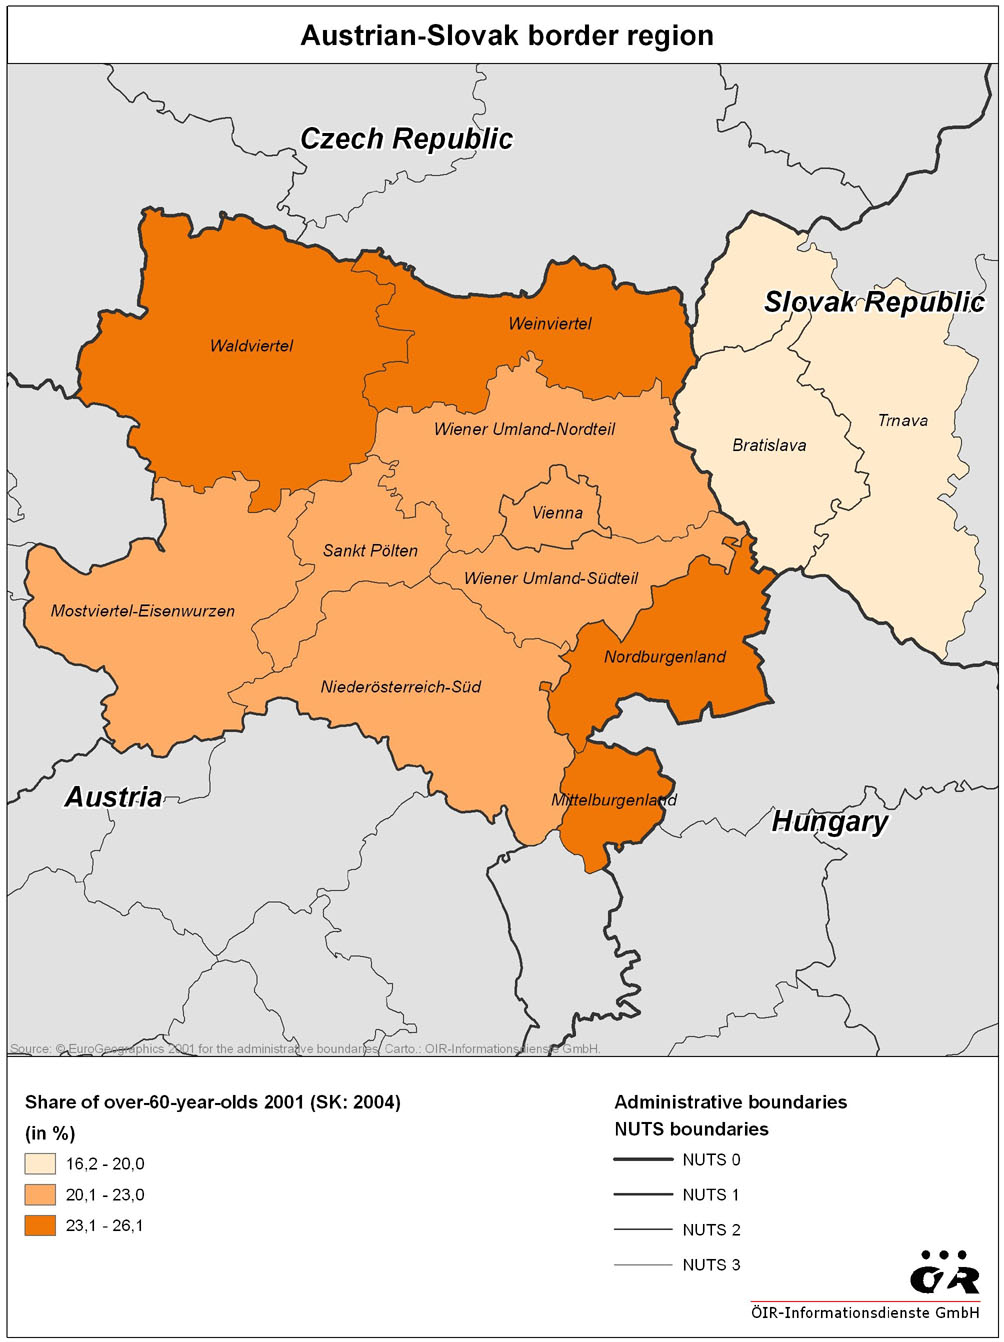 Austrian-Slovak border region
Czech Republic
Slovak Republic
Weinviertel
Waldviertel
Trnava
Wiener Umland-Nordteil
Bratislava
Vienna
Sankt Pölten
Wiener Umland-Südteil
Mostviertel-Eisenwurzen
Nordburgenland
Niederösterreich-Süd
Austria
Mittelburgenland
Hungary
Source: © EuroGeographics 2001 for the administrative boundaries, Carto.: ÖIR-Informationsdienste GmbH.
Share of over-60-year-olds 2001 (SK: 2004)
(in %)
16,2 - 20,0
20,1 - 23,0
23,1 - 26,1
Administrative boundaries
NUTS boundaries
NUTS 0
NUTS 1
NUTS 2
NUTS 3
ÖIR
ÖIR-Informationsdienste GmbH